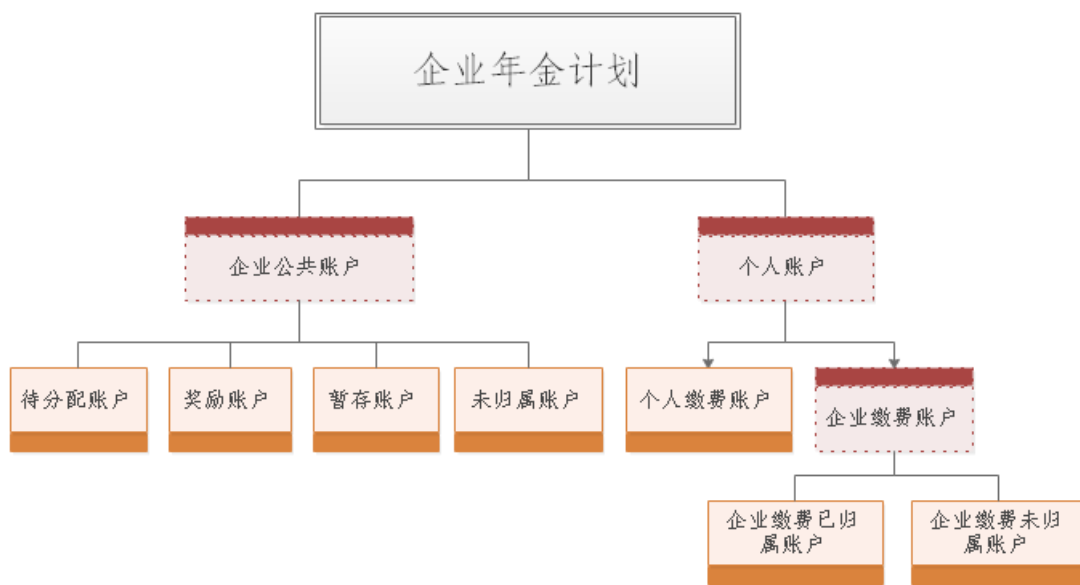 企业年金计划
企业公共账户
个人账户
待分配账户
奖励账户
暂存账户
未归属账户
个人缴费账户
企业缴费账户
企业缴费已归
属账户
企业缴费未归
属账户